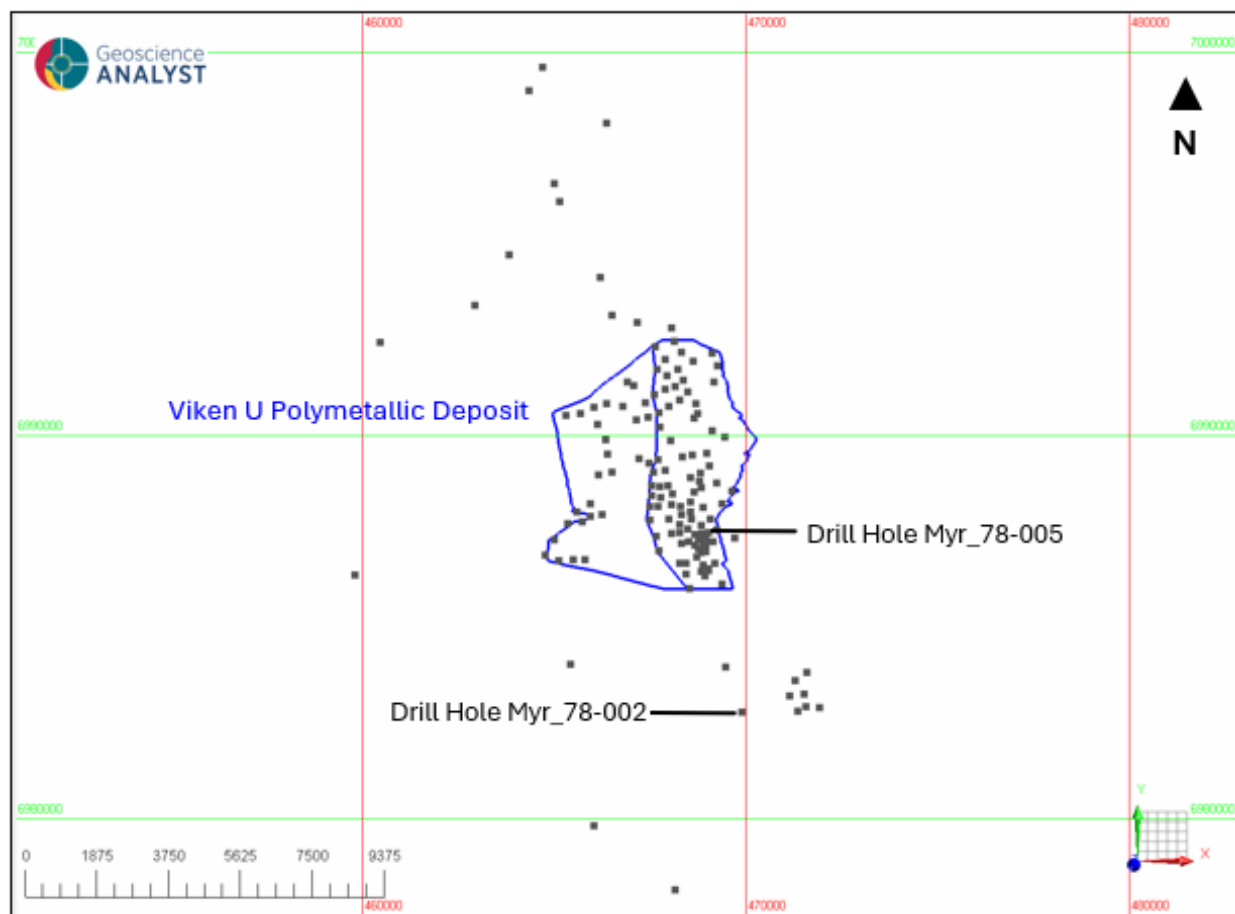 460000 470000 480000
700 7000000
Geoscience
ANALYST
N
Viken U Polymetallic Deposit
6990000 6990000
Drill Hole Myr_78-005
Drill Hole Myr_78-002
6980000 6980000
Y
X
0 1875 3750 5625 7500 9375
460000 470000 480000